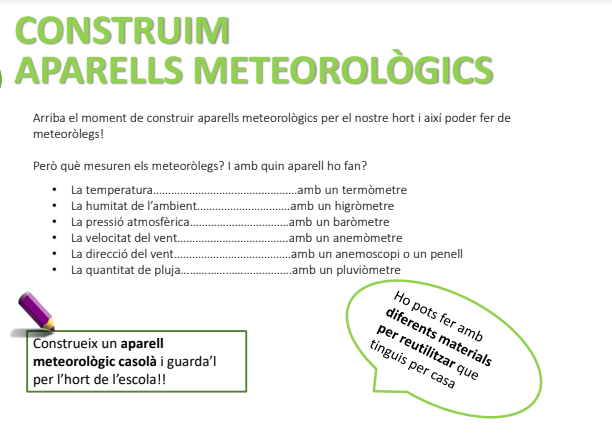 CONSTRUIM
APARELLS METEOROLÒGICS
Arriba el moment de construir aparells meteorològics per el nostre hort i així poder fer de
meteoròlegs!
Però què mesuren els meteoròlegs? I amb quin aparell ho fan?
• La temperatura................................................amb un termòmetre
• La humitat de l'ambient...............................amb un higròmetre
• La pressió atmosfèrica.................................amb un baròmetre
• La velocitat del vent.....................................amb un anemòmetre
• La direcció del vent.......................................amb un anemoscopi o un penell
• La quantitat de pluja.....................................amb un pluviòmetre
Construeix un aparell
meteorològic casolà i guarda'l
per l'hort de l'escola!!
Ho pots fer amb
diferents materials
per reutilitzar que
tinguis per casa